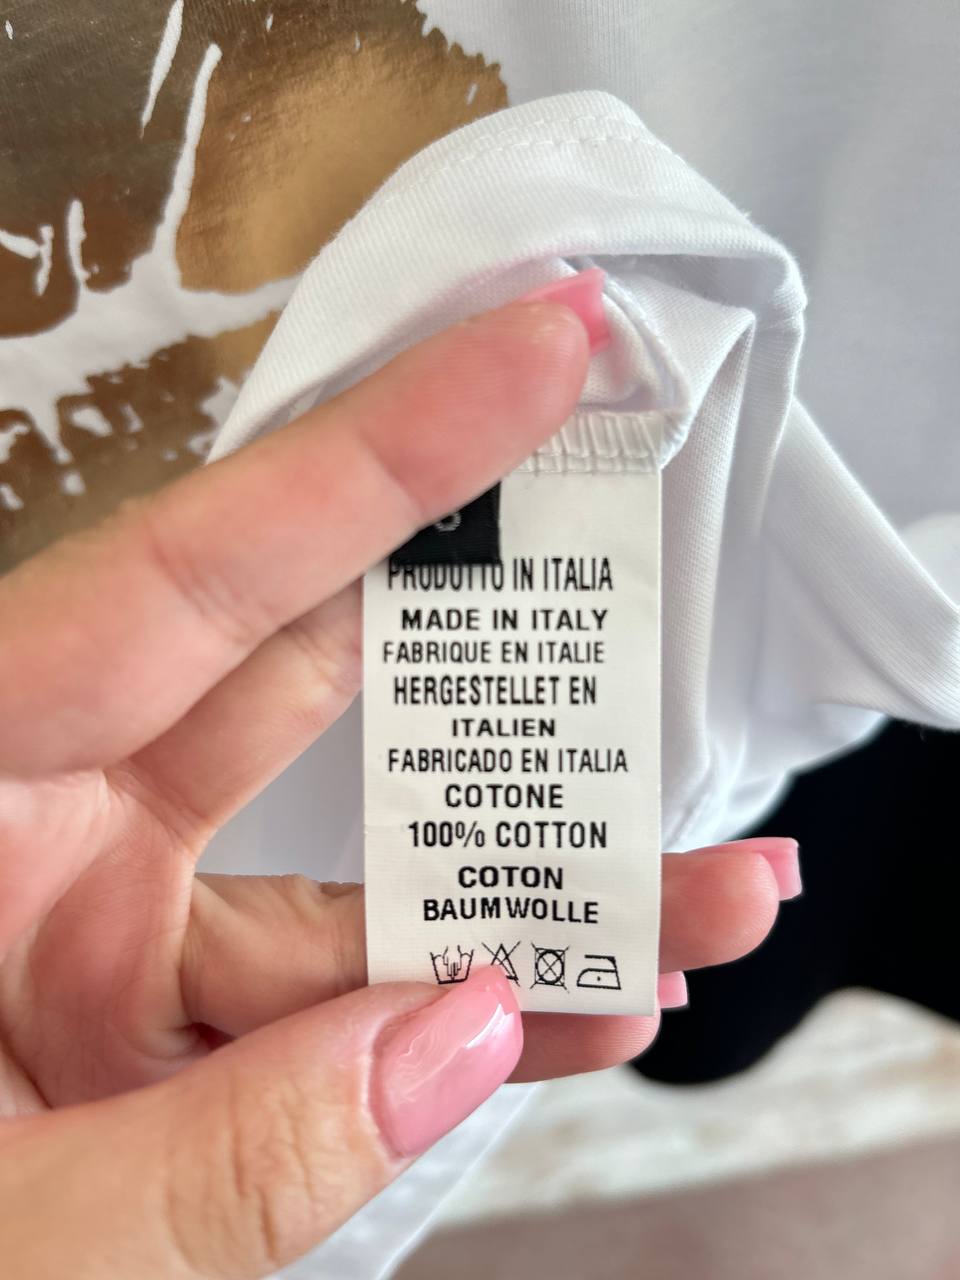 PRODUTTO IN ITALIA
MADE IN ITALY
FABRIQUE EN ITALIE
HERGESTELLET EN
ITALIEN
FABRICADO EN ITALIA
COTONE
100% COTTON
COTON
BAUMWOLLE